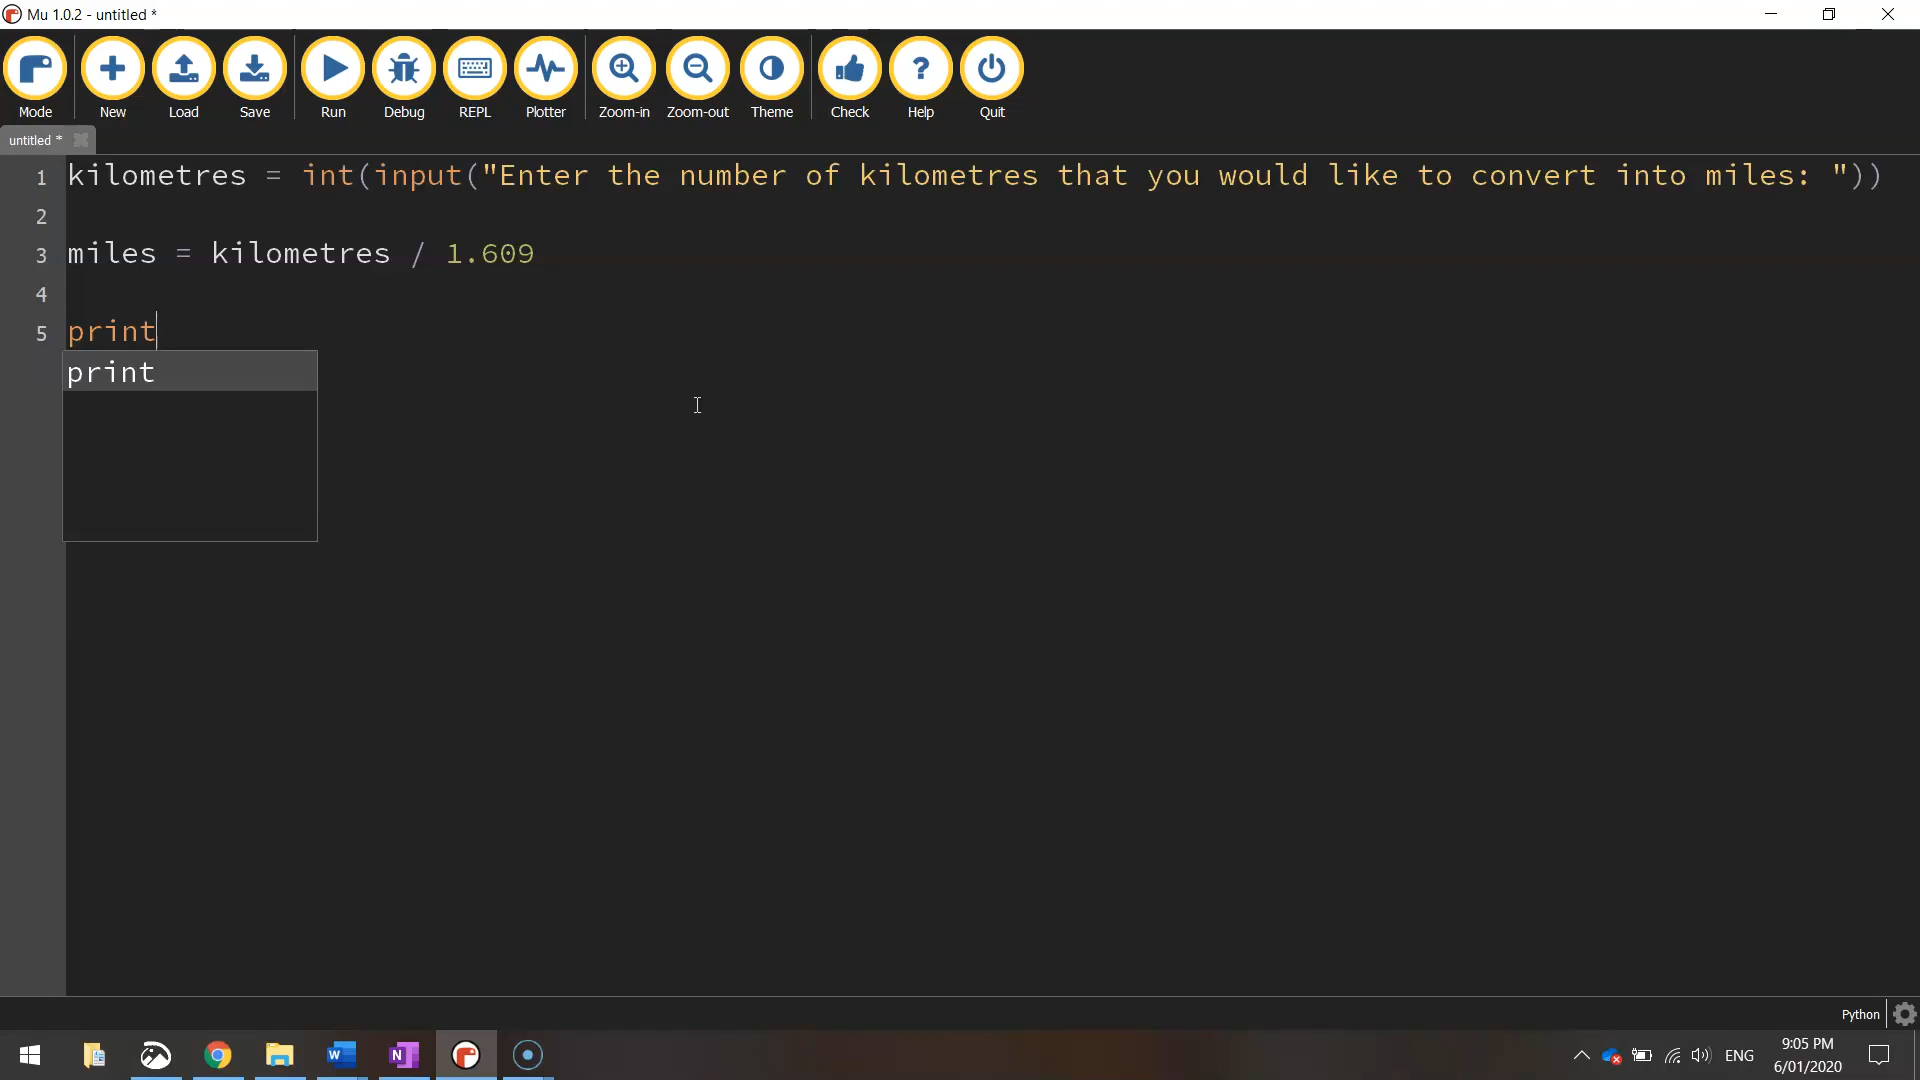 Mu 1.0.2 - untitled *
Mode New Load Save Run Debug REPL Plotter Zoom-in Zoom-out Theme Check Help Quit
untitled *
1 kilometres = int(input("Enter the number of kilometres that you would like to convert into miles: "))
2
3 miles = kilometres / 1.609
4
5 print
print
Python
ENG
9:05 PM
6/01/2020